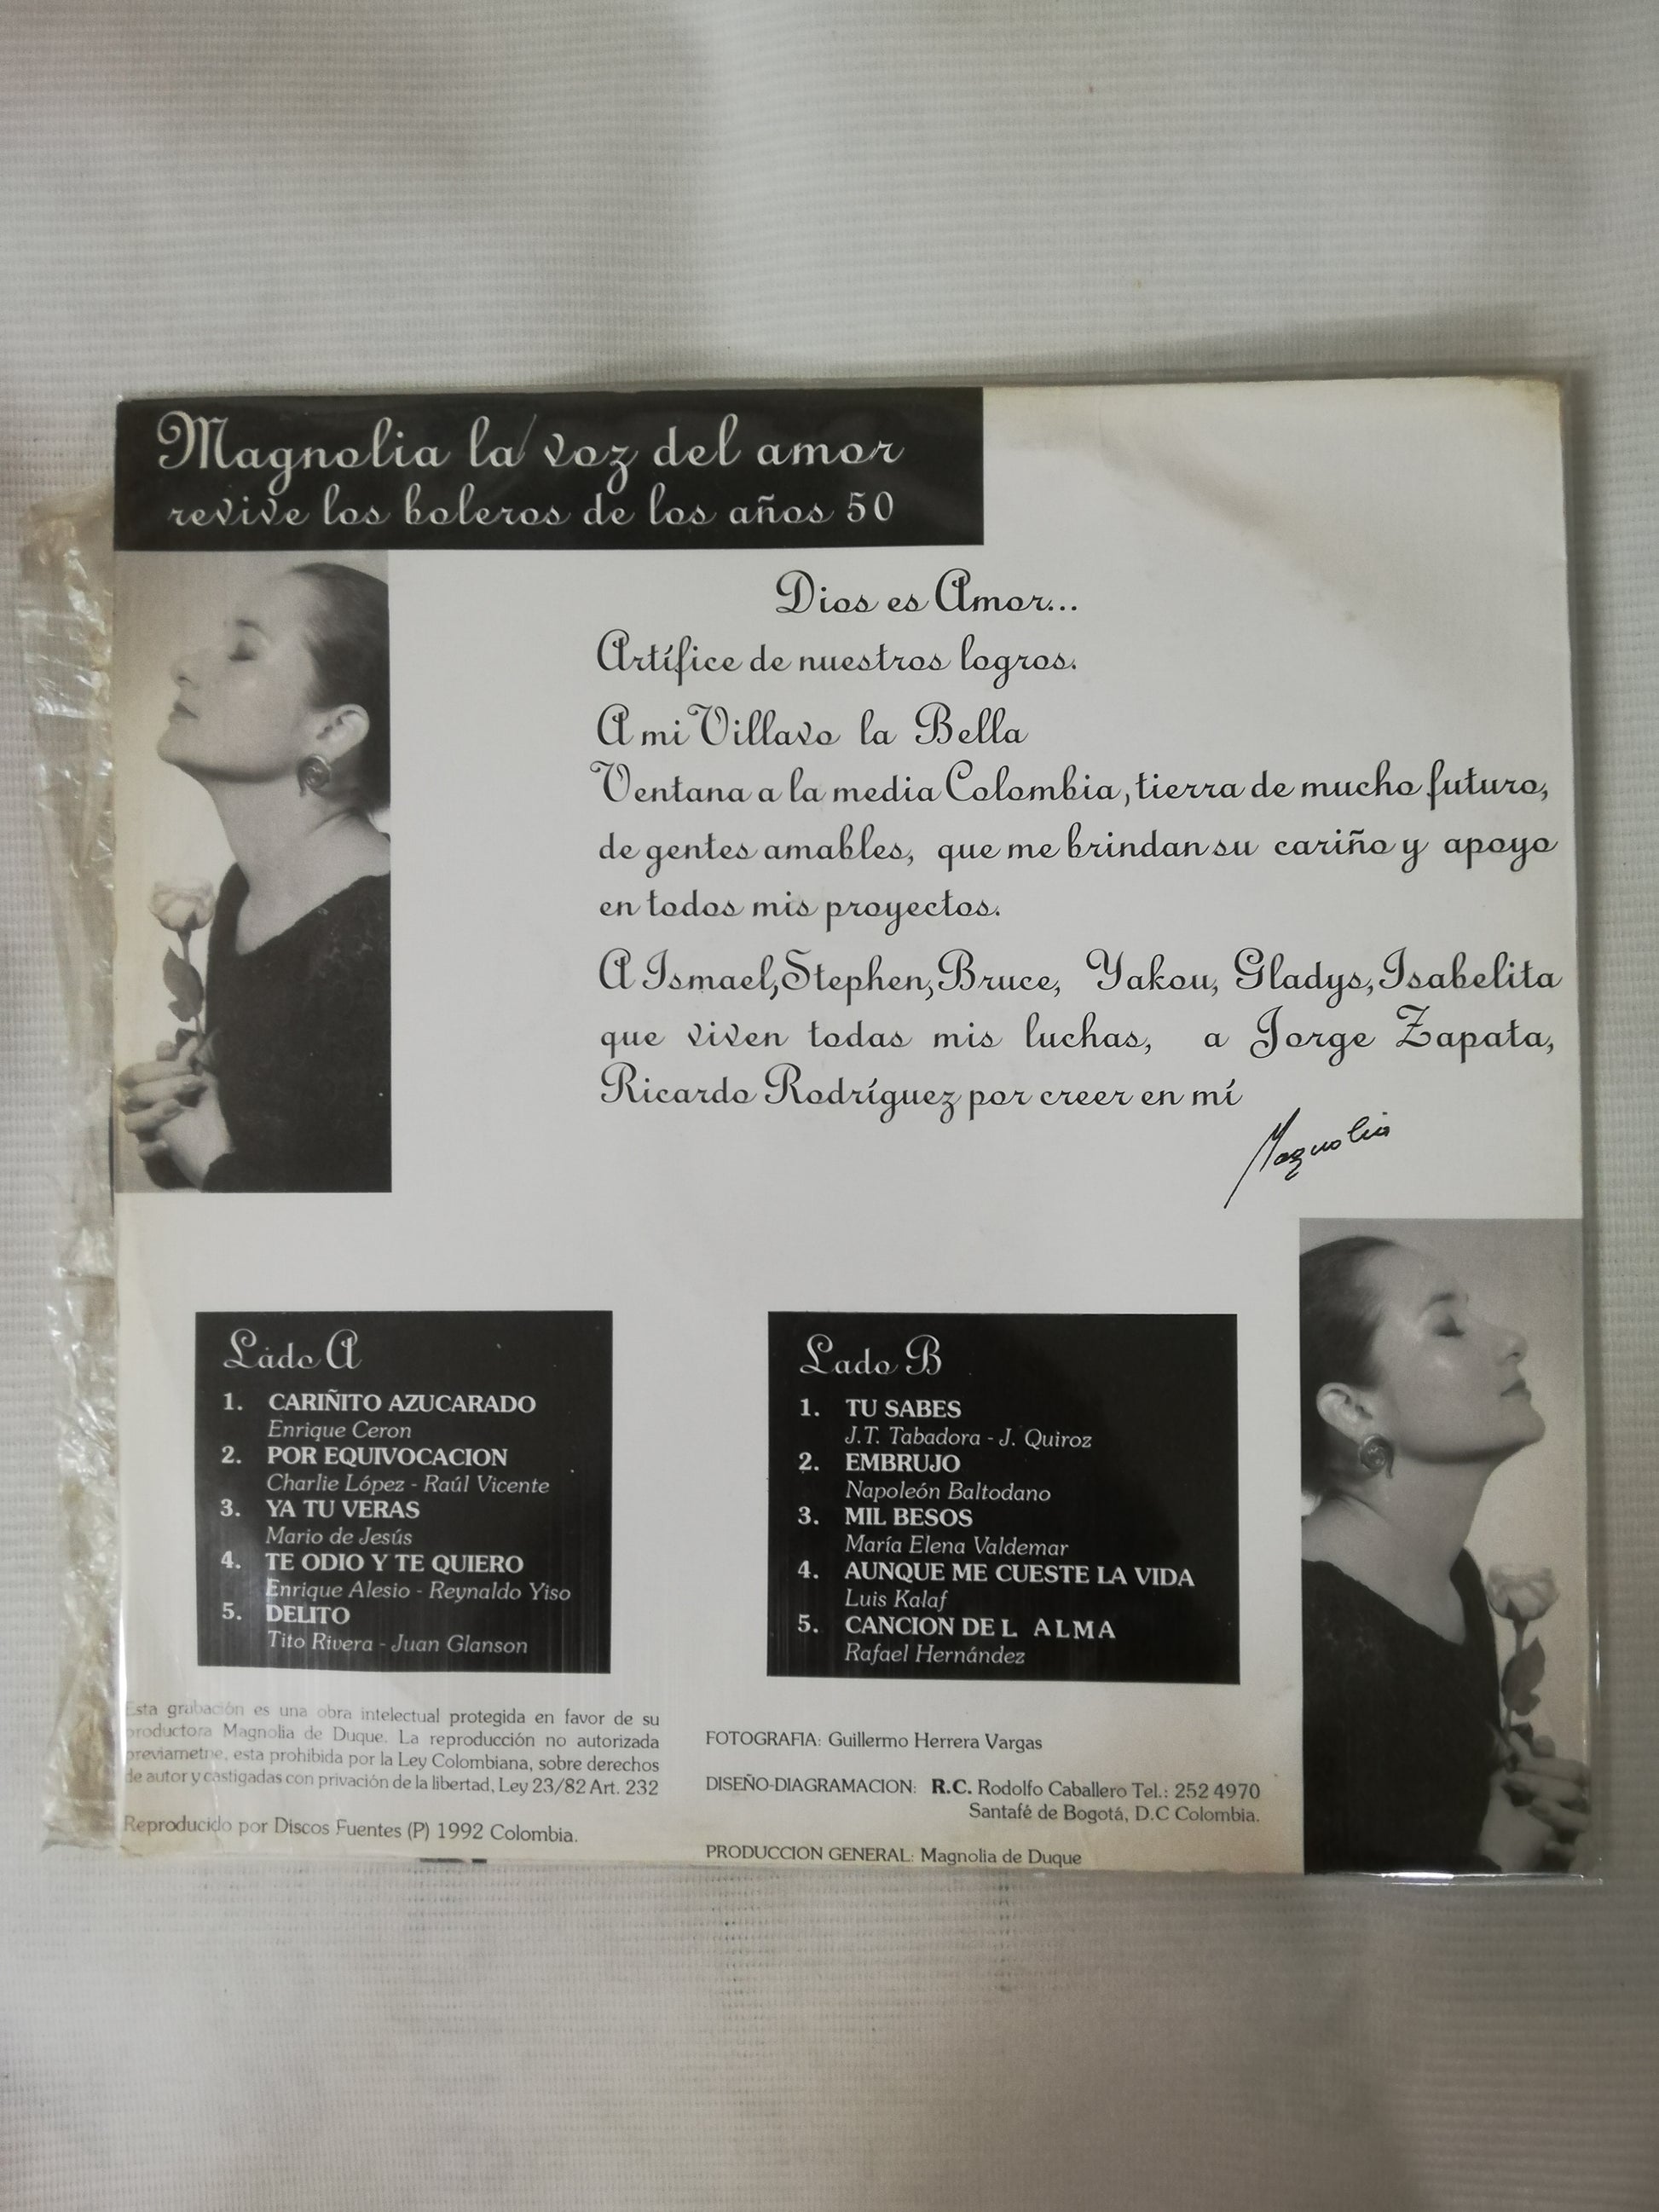 Magnolia la voz del amor
revive los boleros de los años 50
Dios es Amor...
Artífice de nuestros logros.
A mi Villavo la Bella
Ventana a la media Colombia, tierra de mucho futuro,
de gentes amables, que me brindan su cariño y apoyo
en todos mis proyectos.
A Ismael, Stephen, Bruce, Yakou, Gladys, Isabelita
que viven todas mis luchas, a Jorge Zapata,
Ricardo Rodríguez por creer en mí
Magnolia
Lado A
1. CARIÑITO AZUCARADO
Enrique Ceron
2. POR EQUIVOCACION
Charlie López - Raúl Vicente
3. YA TU VERAS
Mario de Jesús
4. TE ODIO Y TE QUIERO
Enrique Alesio - Reynaldo Yiso
5. DELITO
Tito Rivera - Juan Glanson
Lado B
1. TU SABES
J.T. Tabadora - J. Quiroz
2. EMBRUJO
Napoleón Baltodano
3. MIL BESOS
María Elena Valdemar
4. AUNQUE ME CUESTE LA VIDA
Luis Kalaf
5. CANCION DEL ALMA
Rafael Hernández
Esta grabación es una obra intelectual protegida en favor de su
productora Magnolia de Duque. La reproducción no autorizada
previametne, esta prohibida por la Ley Colombiana, sobre derechos
de autor y castigadas con privación de la libertad, Ley 23/82 Art. 232
Reproducido por Discos Fuentes (P) 1992 Colombia.
FOTOGRAFIA: Guillermo Herrera Vargas
DISEÑO-DIAGRAMACION: R.C. Rodolfo Caballero Tel.: 252 4970
Santafé de Bogotá, D.C Colombia.
PRODUCCION GENERAL: Magnolia de Duque